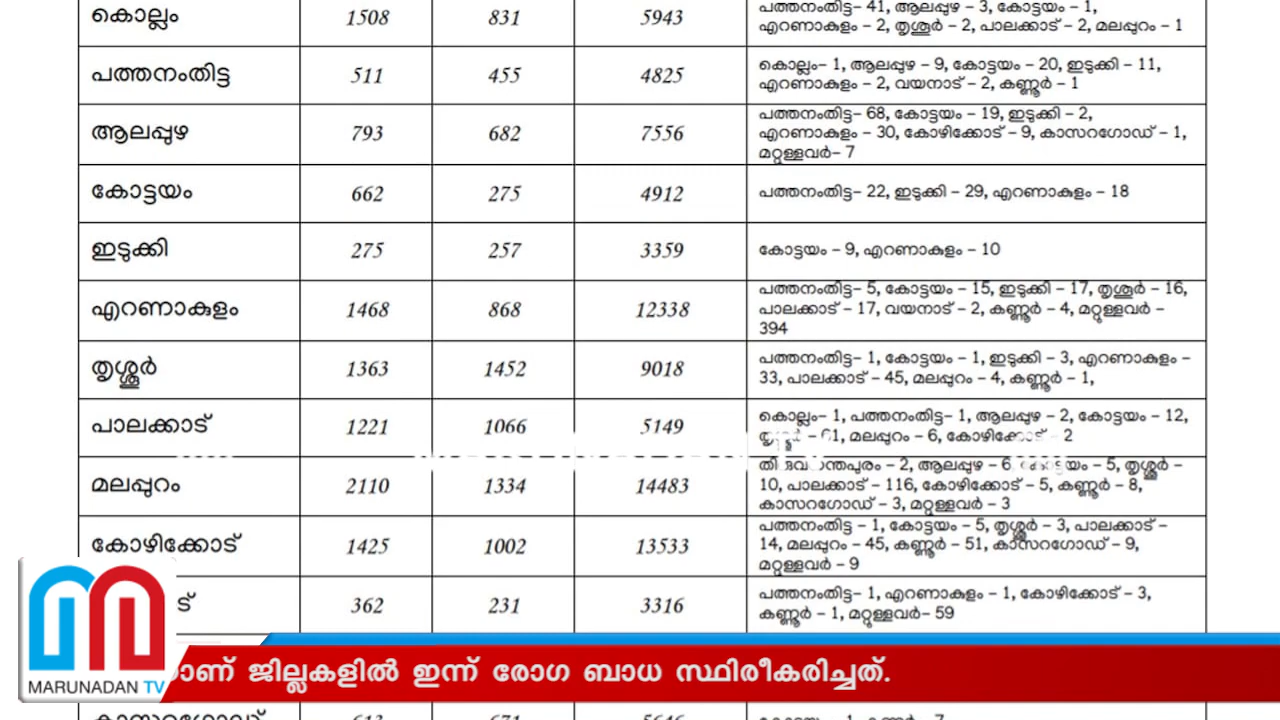 കൊല്ലം 1508 831 5943 പത്തനംതിട്ട- 41, ആലപ്പുഴ – 3, കോട്ടയം – 1,
എറണാകുളം – 2, തൃശൂർ – 2, പാലക്കാട് – 2, മലപ്പുറം – 1
പത്തനംതിട്ട 511 455 4825 കൊല്ലം- 1, ആലപ്പുഴ – 9, കോട്ടയം – 20, ഇടുക്കി – 11,
എറണാകുളം – 2, വയനാട് – 2, കണ്ണൂർ – 1
ആലപ്പുഴ 793 682 7556 പത്തനംതിട്ട- 68, കോട്ടയം – 19, ഇടുക്കി – 2,
എറണാകുളം – 30, കോഴിക്കോട് – 9, കാസറഗോഡ് – 1,
മറ്റുള്ളവർ- 7
കോട്ടയം 662 275 4912 പത്തനംതിട്ട- 22, ഇടുക്കി – 29, എറണാകുളം – 18
ഇടുക്കി 275 257 3359 കോട്ടയം – 9, എറണാകുളം – 10
എറണാകുളം 1468 868 12338 പത്തനംതിട്ട- 5, കോട്ടയം – 15, ഇടുക്കി – 17, തൃശൂർ – 16,
പാലക്കാട് – 17, വയനാട് – 2, കണ്ണൂർ – 4, മറ്റുള്ളവർ –
394
തൃശ്ശൂർ 1363 1452 9018 പത്തനംതിട്ട- 1, കോട്ടയം – 1, ഇടുക്കി – 3, എറണാകുളം –
33, പാലക്കാട് – 45, മലപ്പുറം – 4, കണ്ണൂർ – 1,
പാലക്കാട് 1221 1066 5149 കൊല്ലം- 1, പത്തനംതിട്ട- 1, ആലപ്പുഴ – 2, കോട്ടയം – 12,
മലപ്പുറം – 6, കോഴിക്കോട് – 2
മലപ്പുറം 2110 1334 14483 തിരുവനന്തപുരം – 2, ആലപ്പുഴ – 6, കോട്ടയം – 5, തൃശ്ശൂർ –
10, പാലക്കാട് – 116, കോഴിക്കോട് – 5, കണ്ണൂർ – 8,
കാസറഗോഡ് – 3, മറ്റുള്ളവർ – 3
കോഴിക്കോട് 1425 1002 13533 പത്തനംതിട്ട – 1, കോട്ടയം – 5, തൃശ്ശൂർ – 3, പാലക്കാട് –
14, മലപ്പുറം – 45, കണ്ണൂർ – 51, കാസറഗോഡ് – 9,
മറ്റുള്ളവർ – 9
362 231 3316 പത്തനംതിട്ട- 1, എറണാകുളം – 1, കോഴിക്കോട് – 3,
കണ്ണൂർ – 1, മറ്റുള്ളവർ- 59
ജില്ലകളിൽ ഇന്ന് രോഗ ബാധ സ്ഥിരീകരിച്ചത്.
MARUNADAN TV